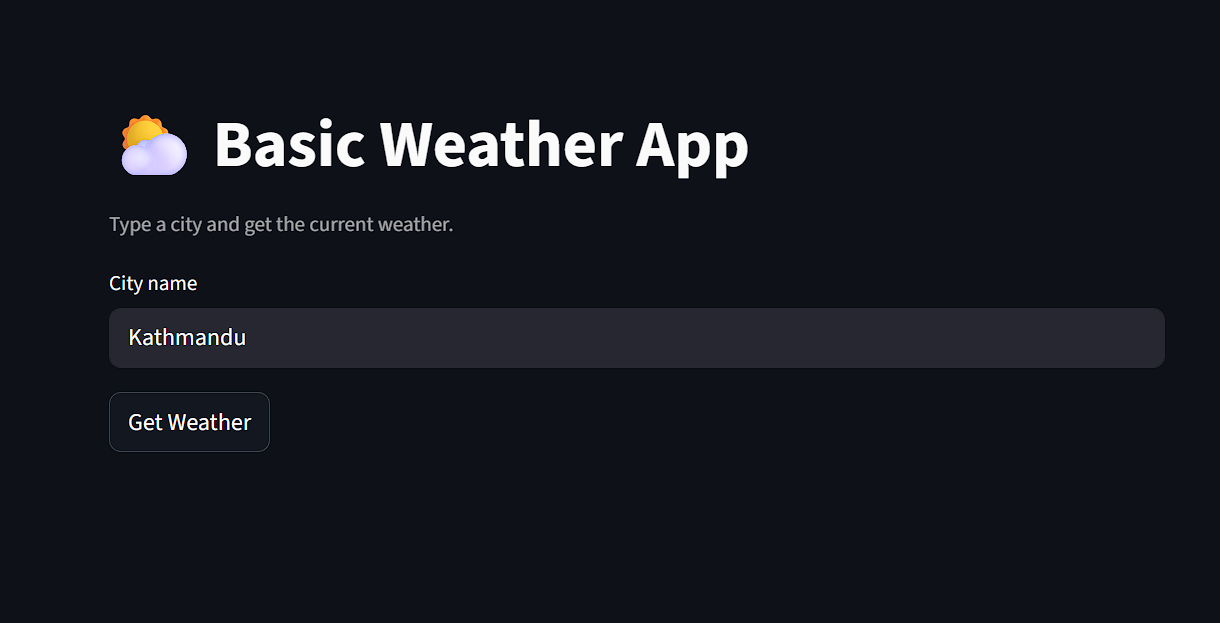 Basic Weather App
Type a city and get the current weather.
City name
Kathmandu
Get Weather